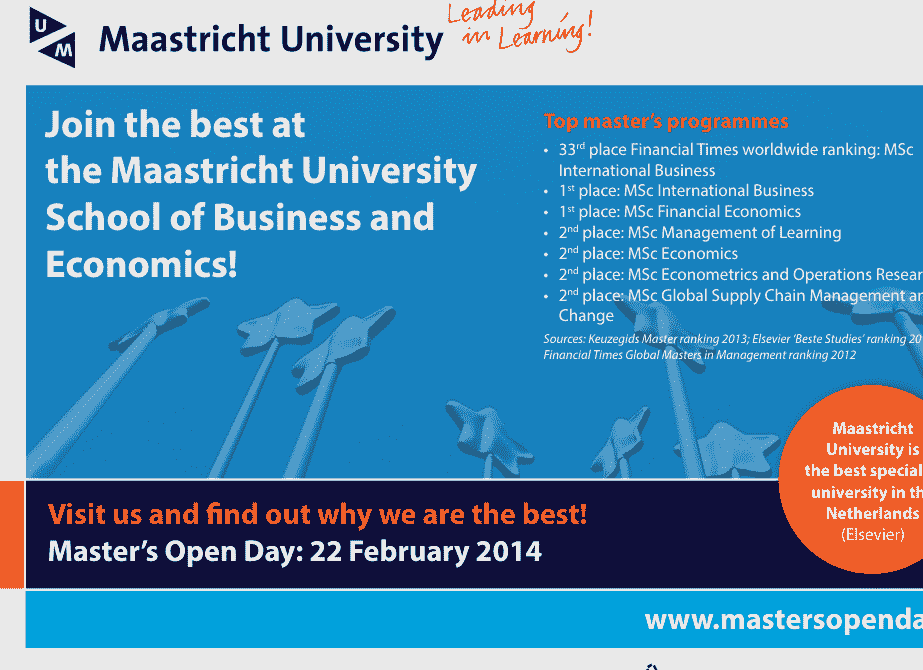 U
M
Maastricht University
Leading
in Learning!
Join the best at
the Maastricht University
School of Business and
Economics!
Top master's programmes
• 33rd place Financial Times worldwide ranking: MSc
International Business
• 1st place: MSc International Business
• 1st place: MSc Financial Economics
• 2nd place: MSc Management of Learning
• 2nd place: MSc Economics
• 2nd place: MSc Econometrics and Operations
• 2nd place: MSc Global Supply Chain Management
Change
Sources: Keuzegids Master ranking 2013; Elsevier 'Beste Studies' ranking
Financial Times Global Masters in Management ranking 2012
Maastricht
University is
the best
university in
Netherlands
(Elsevier)
Visit us and find out why we are the best!
Master's Open Day: 22 February 2014
www.mastersopenda